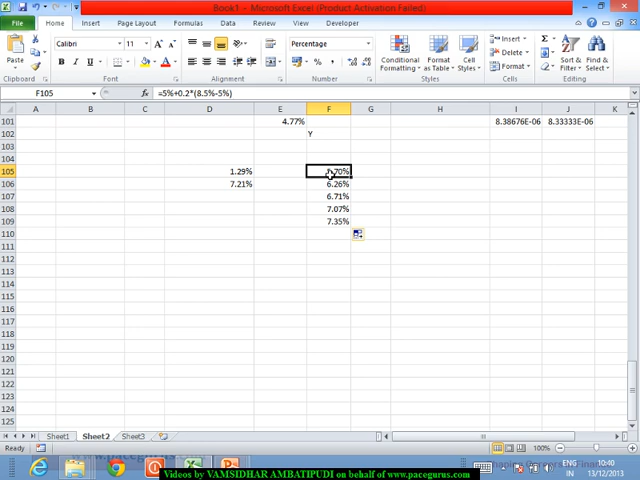 Book1 - Microsoft Excel (Product Activation Failed)
File Home Insert Page Layout Formulas Data Review View Developer
Paste Calibri 11 General Percentage Conditional Formatting Format as Table Cell Styles Insert Delete Format Sort & Filter Find & Select
Clipboard Font Alignment Number Styles Cells Editing
F105 fx =5%+0.2*(8.5%-5%)
A B C D E F G H I J K
101 4.77% 8.38676E-06 8.33333E-06
102 Y
103
104
105 1.29% 5.70%
106 7.21% 6.26%
107 6.71%
108 7.07%
109 7.35%
110
111
112
113
114
115
116
117
118
119
120
121
122
123
124
125
Sheet1 Sheet2 Sheet3
Ready 100%
ENG 10:40
IN 13/12/2013
Videos by VAMSIDHAR AMBATIPUDI on behalf of www.pacegurus.com